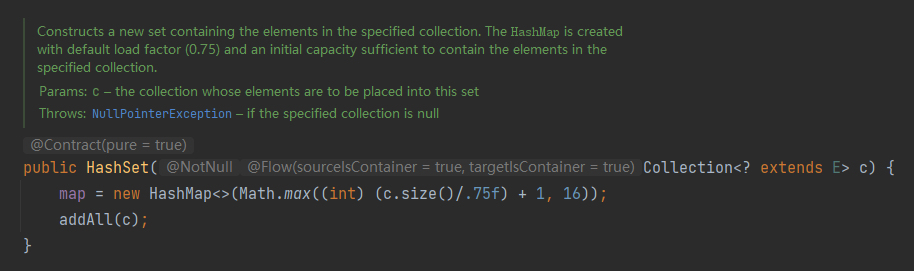 Constructs a new set containing the elements in the specified collection. The HashMap is created
with default load factor (0.75) and an initial capacity sufficient to contain the elements in the
specified collection.
Params: c – the collection whose elements are to be placed into this set
Throws: NullPointerException – if the specified collection is null
@Contract(pure = true)
public HashSet( @NotNull @Flow(sourceIsContainer = true, targetIsContainer = true) Collection<? extends E> c) {
    map = new HashMap<>(Math.max((int) (c.size()/.75f) + 1, 16));
    addAll(c);
}